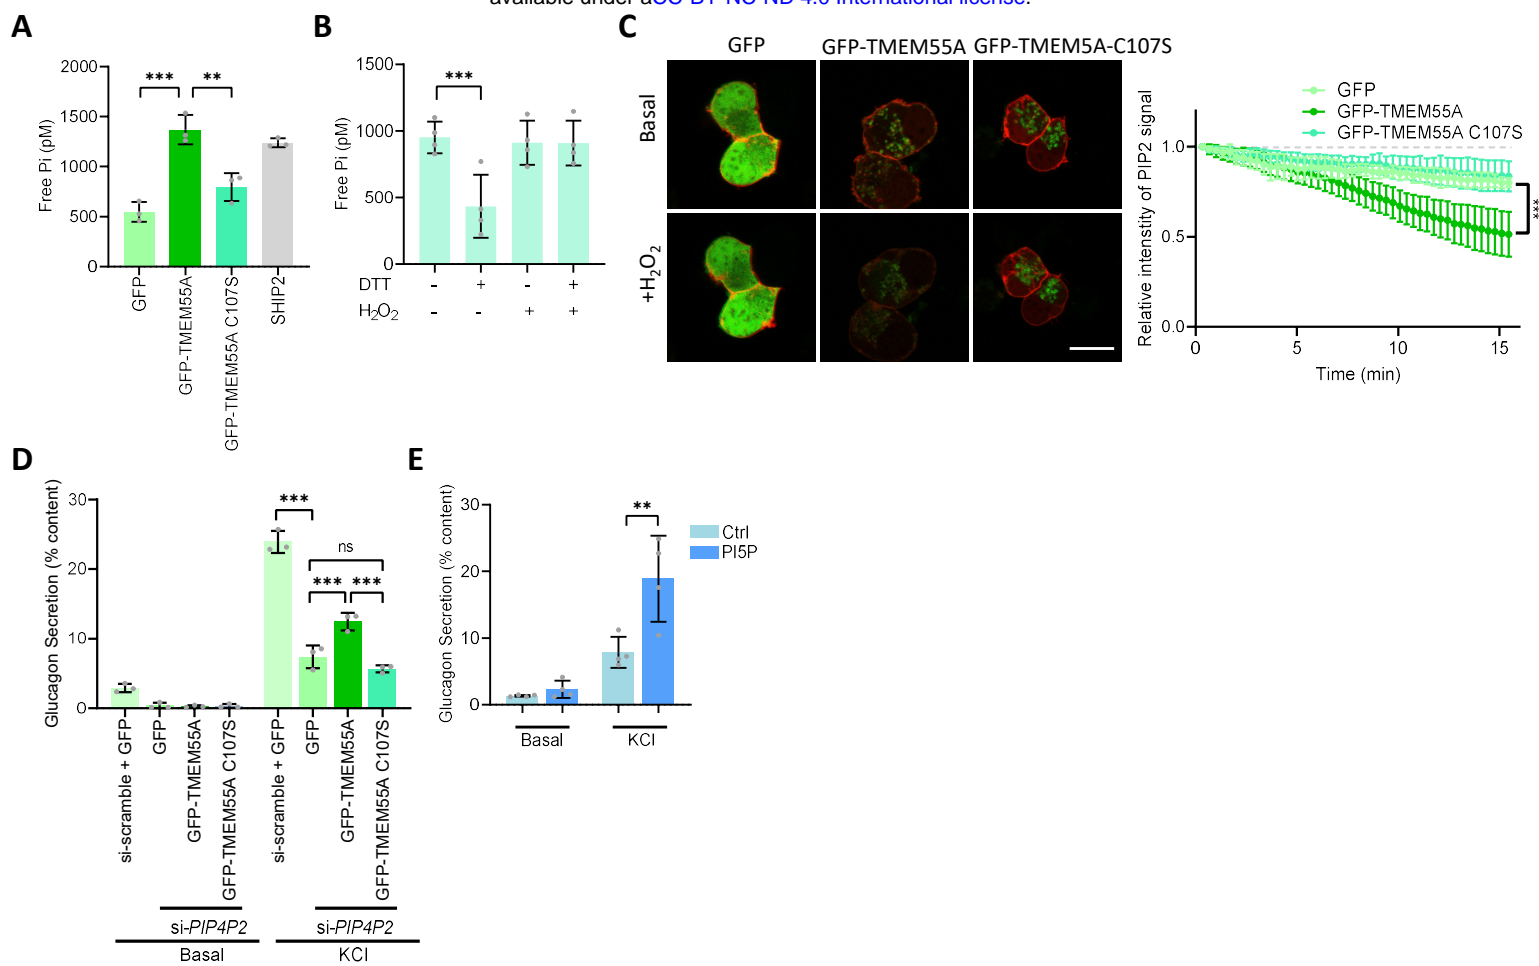 available under aCC-BY-NC-ND 4.0 International license.
A
Free Pi (pM)
2000
1500
1000
500
0
***
**
GFP
GFP-TMEM55A
GFP-TMEM55A C107S
SHIP2
B
Free Pi (pM)
1500
1000
500
0
***
DTT - + - +
H2O2 - - + +
C
GFP
GFP-TMEM55A
GFP-TMEM5A-C107S
Basal
+H2O2
Relative intenstity of PIP2 signal
GFP
GFP-TMEM55A
GFP-TMEM55A C107S
1.0
0.5
0.0
***
0 5 10 15
Time (min)
D
Glucagon Secretion (% content)
30
20
10
0
***
ns
*** ***
si-scramble + GFP
GFP
GFP-TMEM55A
GFP-TMEM55A C107S
si-scramble + GFP
GFP
GFP-TMEM55A
GFP-TMEM55A C107S
si-PIP4P2 si-PIP4P2
Basal KCl
E
Glucagon Secretion (% content)
30
20
10
0
**
Ctrl
PI5P
Basal KCl